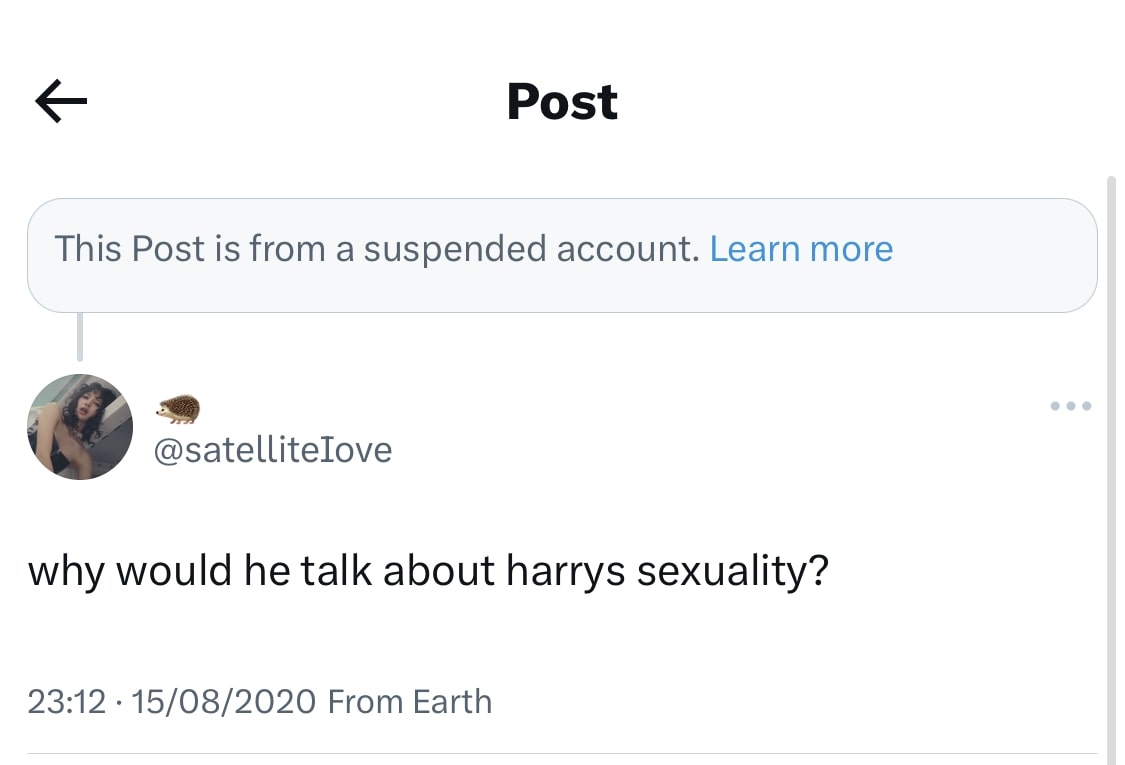 Post
This Post is from a suspended account. Learn more
🦔
@satelliteIove
why would he talk about harrys sexuality?
23:12 · 15/08/2020 From Earth